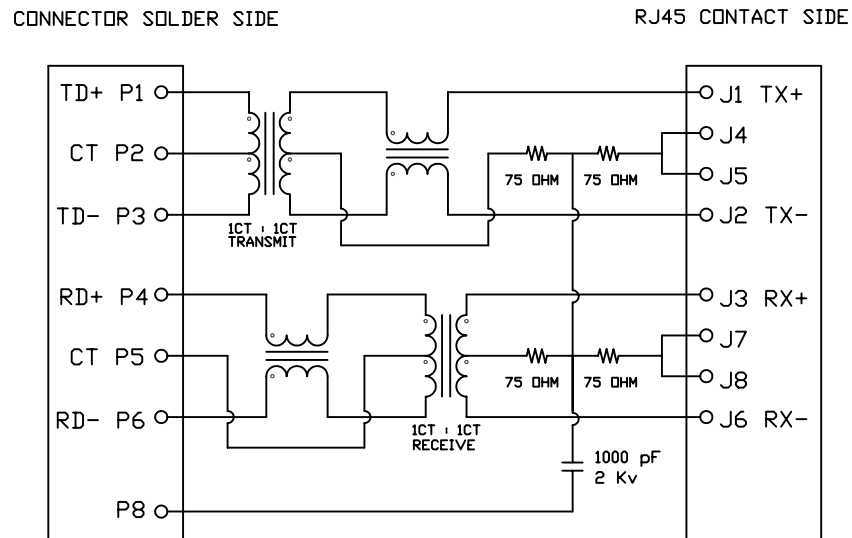 CONNECTOR SOLDER SIDE
RJ45 CONTACT SIDE
TD+ P1
J1 TX+
J4
CT P2
75 OHM 75 OHM
J5
TD- P3
J2 TX-
1CT : 1CT
TRANSMIT
RD+ P4
J3 RX+
J7
CT P5
75 OHM 75 OHM
J8
RD- P6
J6 RX-
1CT : 1CT
RECEIVE
1000 pF
2 Kv
P8